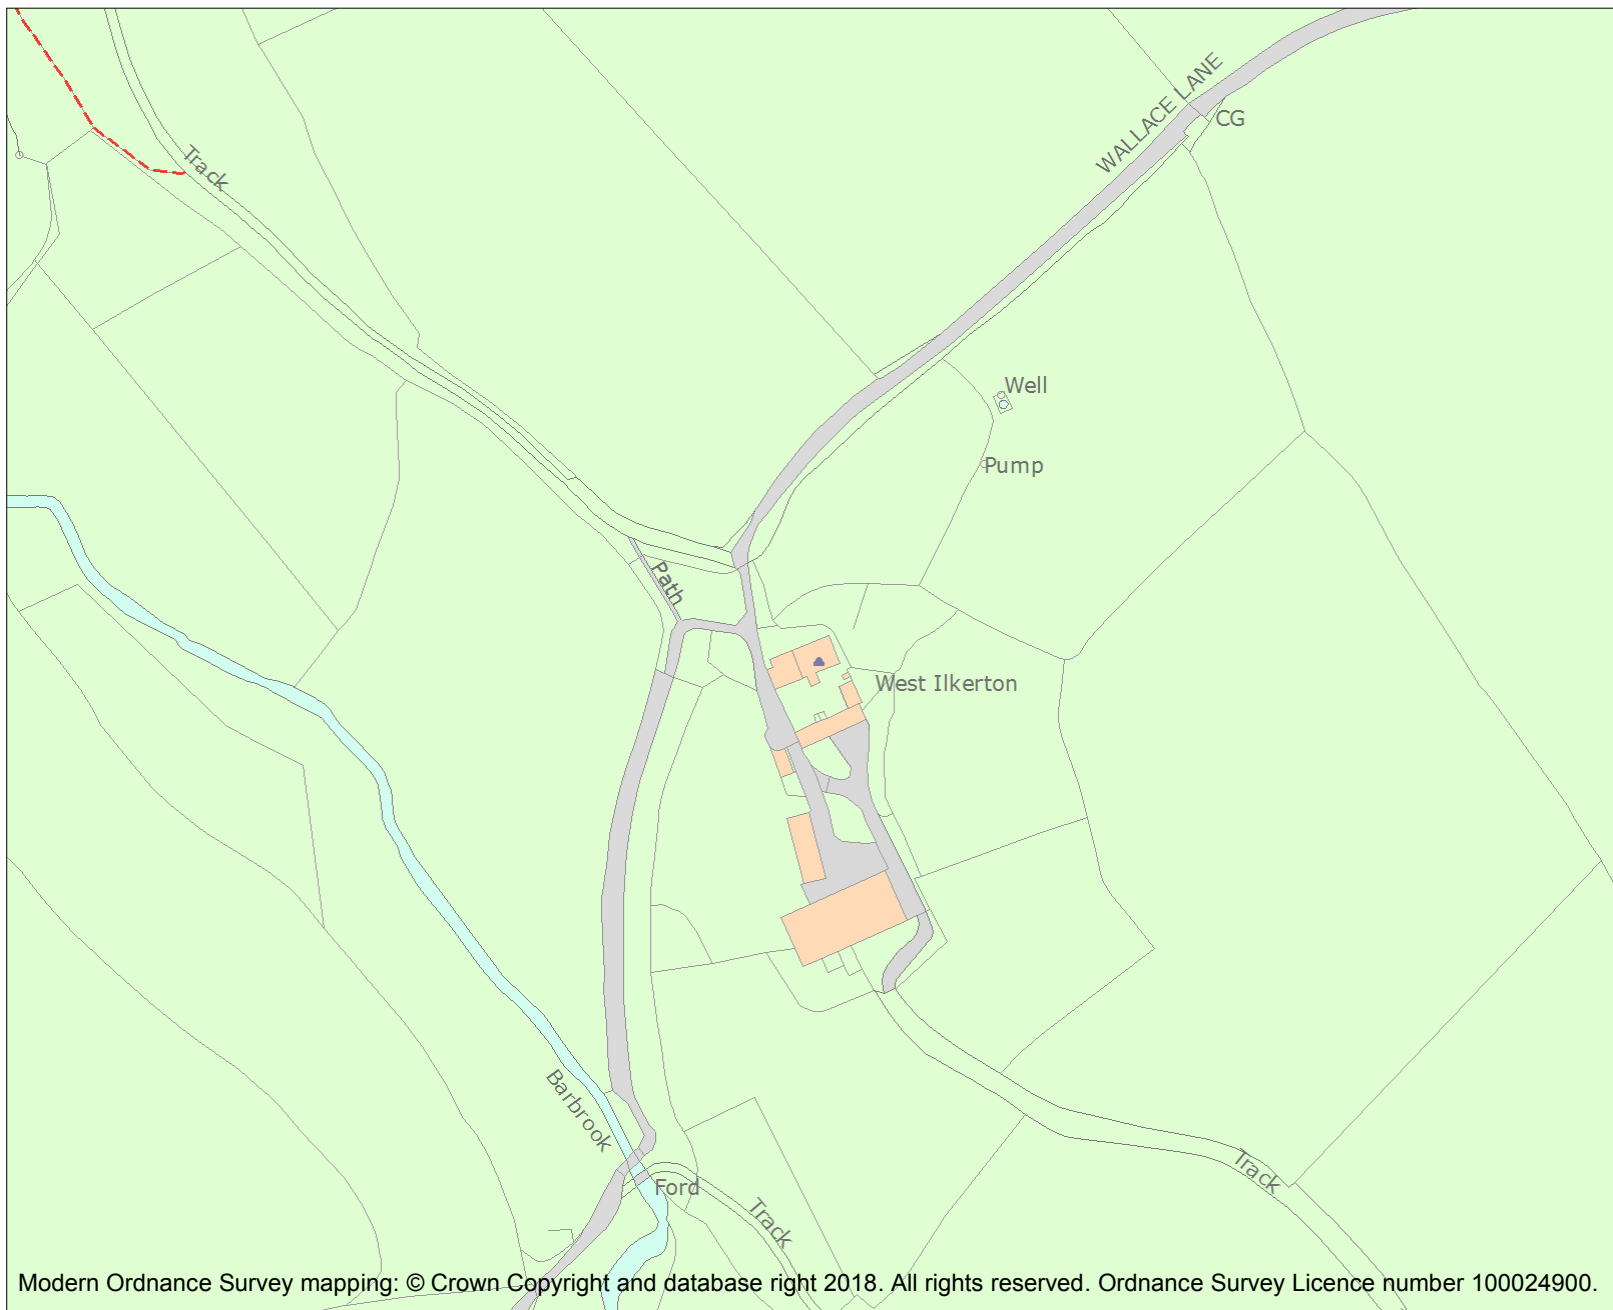 WALLACE LANE
CG
Track
Well
Pump
Path
West Ilkerton
Barbrook
Ford
Track
Track
Modern Ordnance Survey mapping: © Crown Copyright and database right 2018. All rights reserved. Ordnance Survey Licence number 100024900.